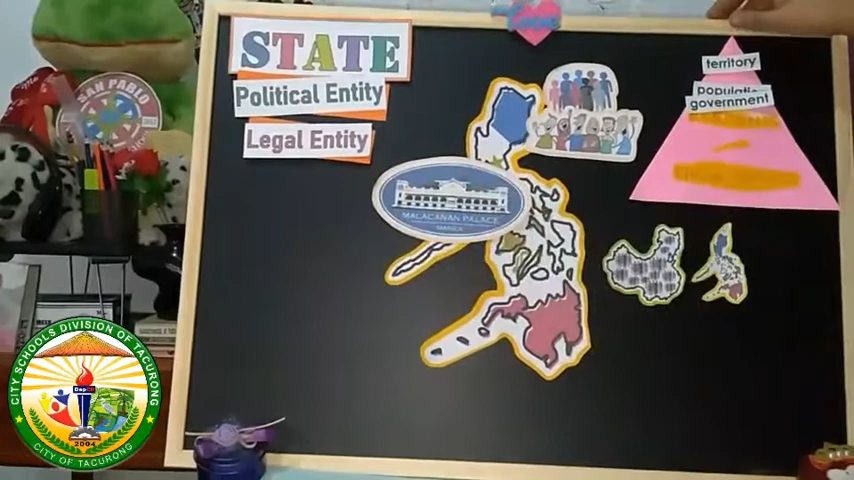 STATE
Political Entity
Legal Entity
territory
population
government
MALACAÑAN PALACE
MANILA
SAN PABLO
CITY SCHOOLS DIVISION OF TACURONG
DepED
2004
CITY OF TACURONG